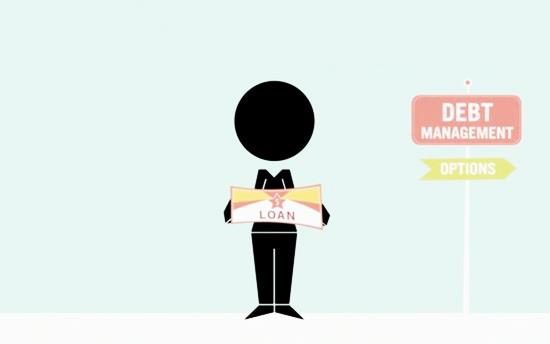 DEBT
MANAGEMENT
OPTIONS
$
LOAN